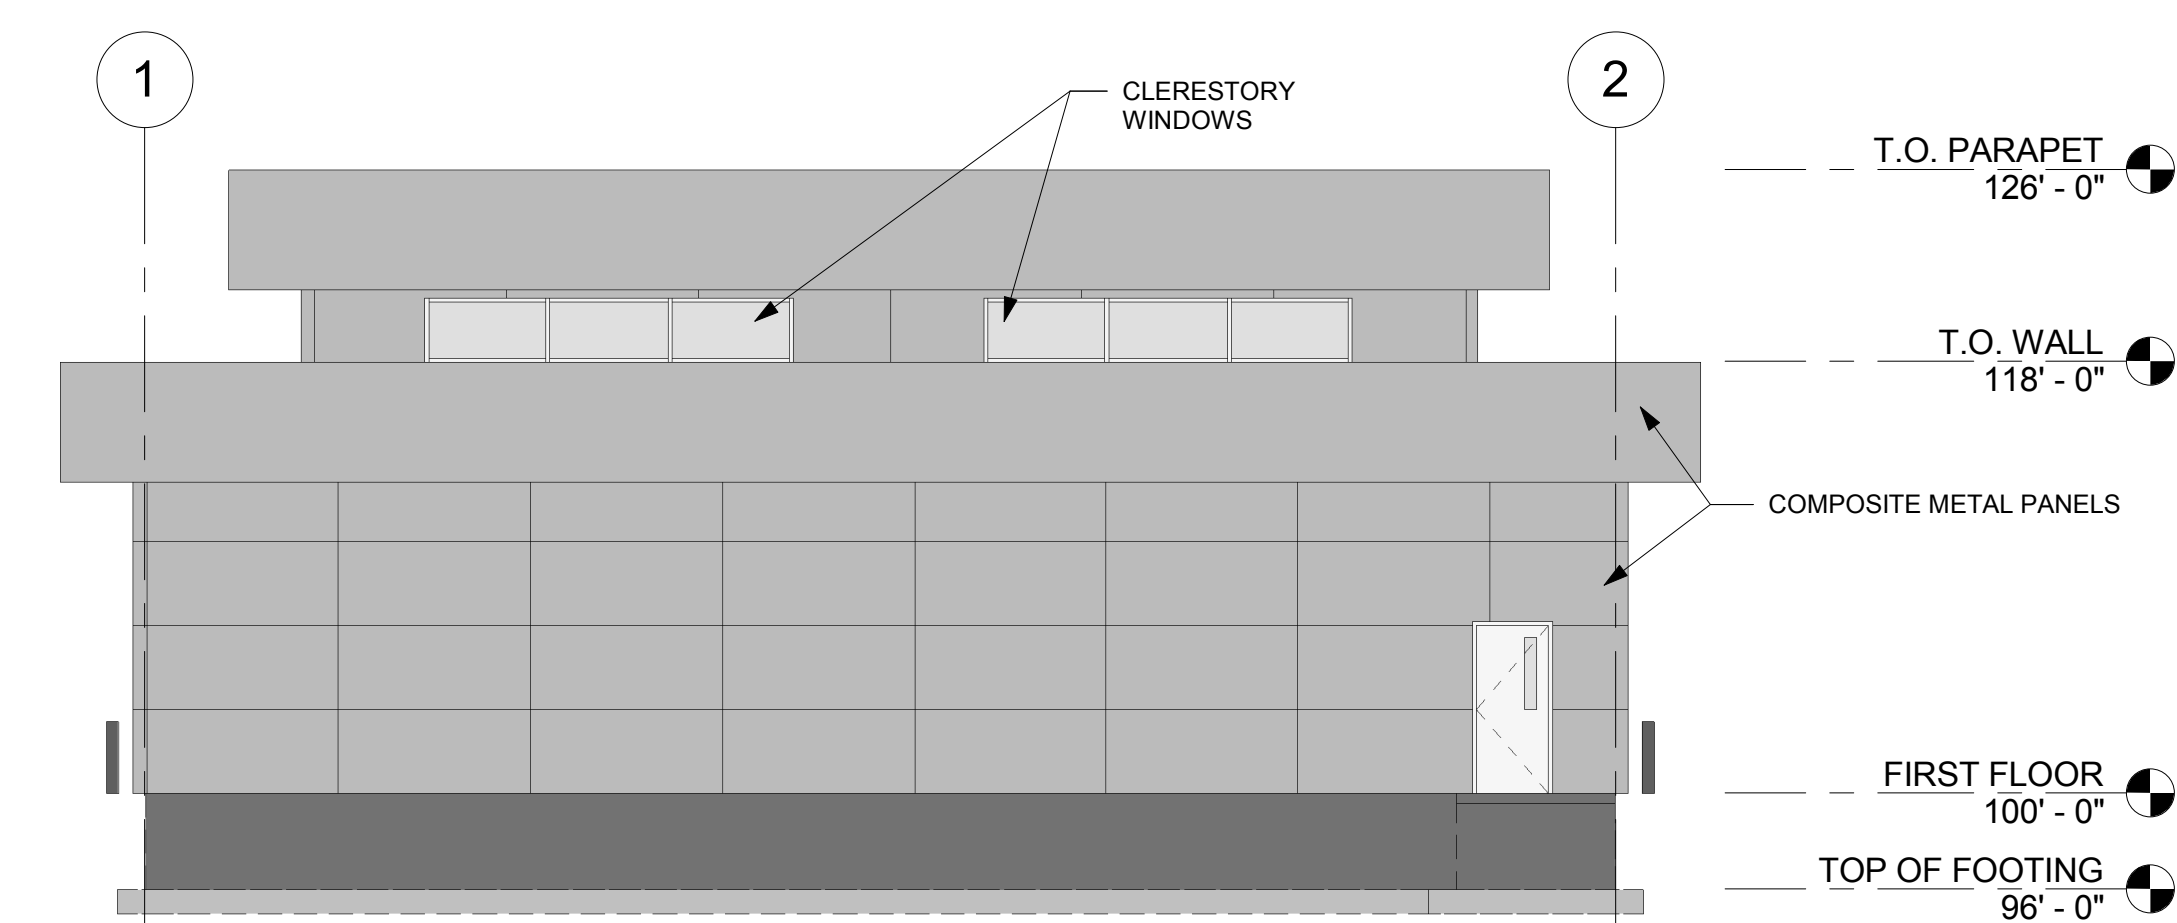 1
2
CLERESTORY
WINDOWS
T.O. PARAPET
126' - 0"
T.O. WALL
118' - 0"
COMPOSITE METAL PANELS
FIRST FLOOR
100' - 0"
TOP OF FOOTING
96' - 0"